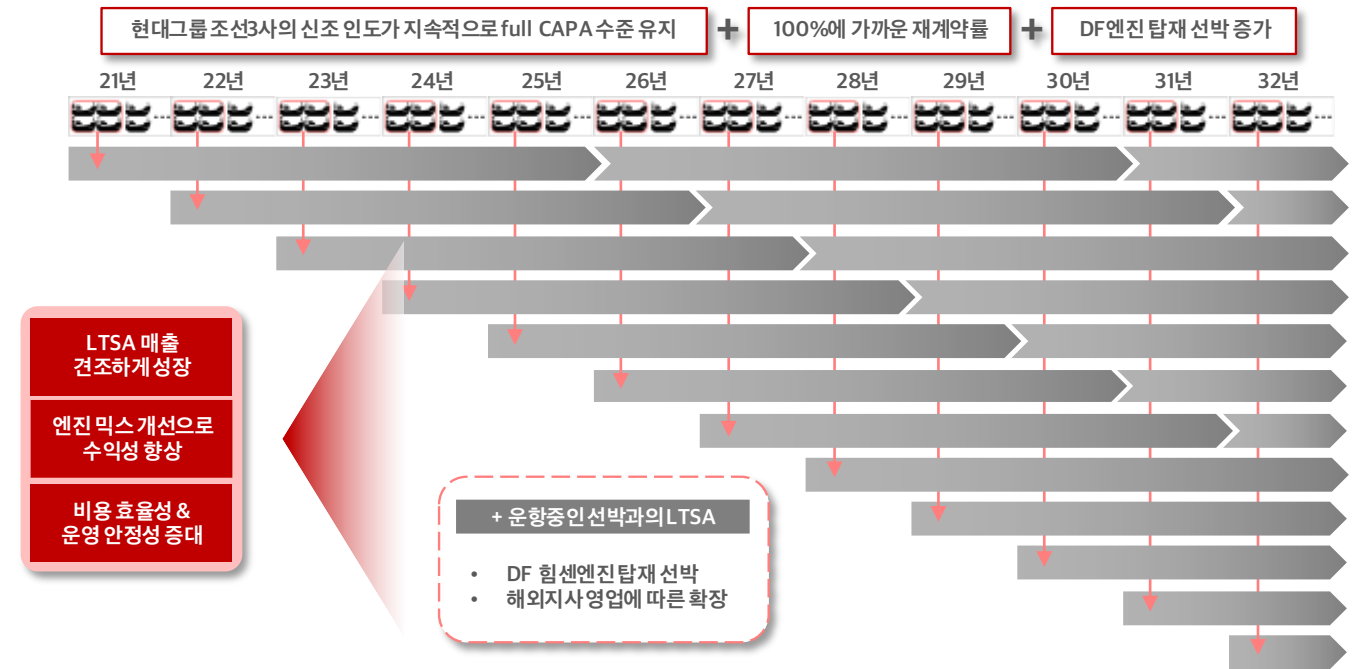 현대그룹 조선3사의 신조 인도가 지속적으로 full CAPA 수준 유지
+
100%에 가까운 재계약률
+
DF엔진 탑재 선박 증가
21년 22년 23년 24년 25년 26년 27년 28년 29년 30년 31년 32년
LTSA 매출
견조하게 성장
엔진 믹스 개선으로
수익성 향상
비용 효율성 &
운영 안정성 증대
+ 운항중인 선박과의 LTSA
• DF 힘센엔진 탑재 선박
• 해외지사 영업에 따른 확장